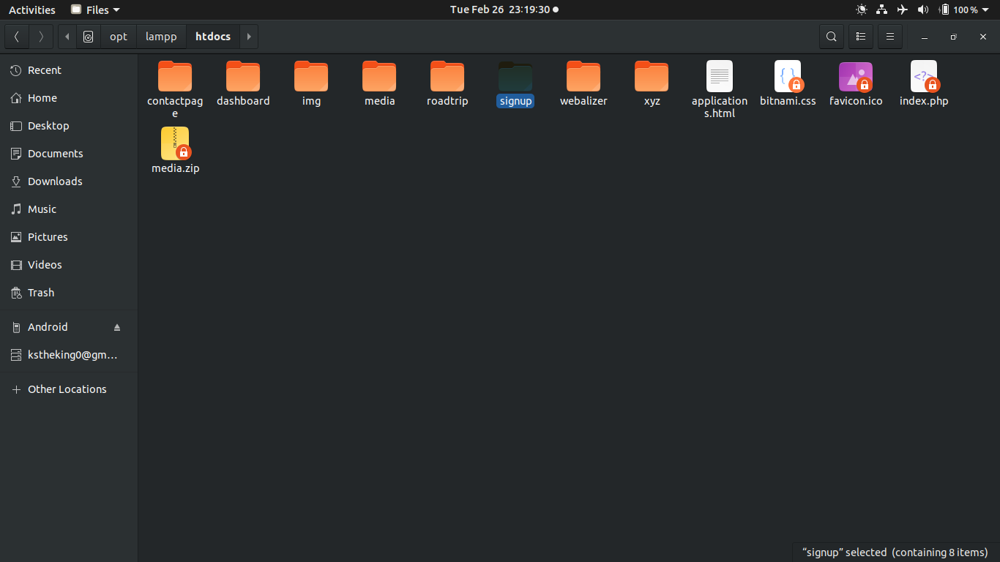 Activities Files Tue Feb 26 23:19:30 100 %
opt lampp htdocs
Recent
Home
Desktop
Documents
Downloads
Music
Pictures
Videos
Trash
Android
kstheking0@gm…
Other Locations
contactpag
e
dashboard
img
media
roadtrip
signup
webalizer
xyz
application
s.html
bitnami.css
{ }
favicon.ico
index.php
<?>
media.zip
“signup” selected (containing 8 items)